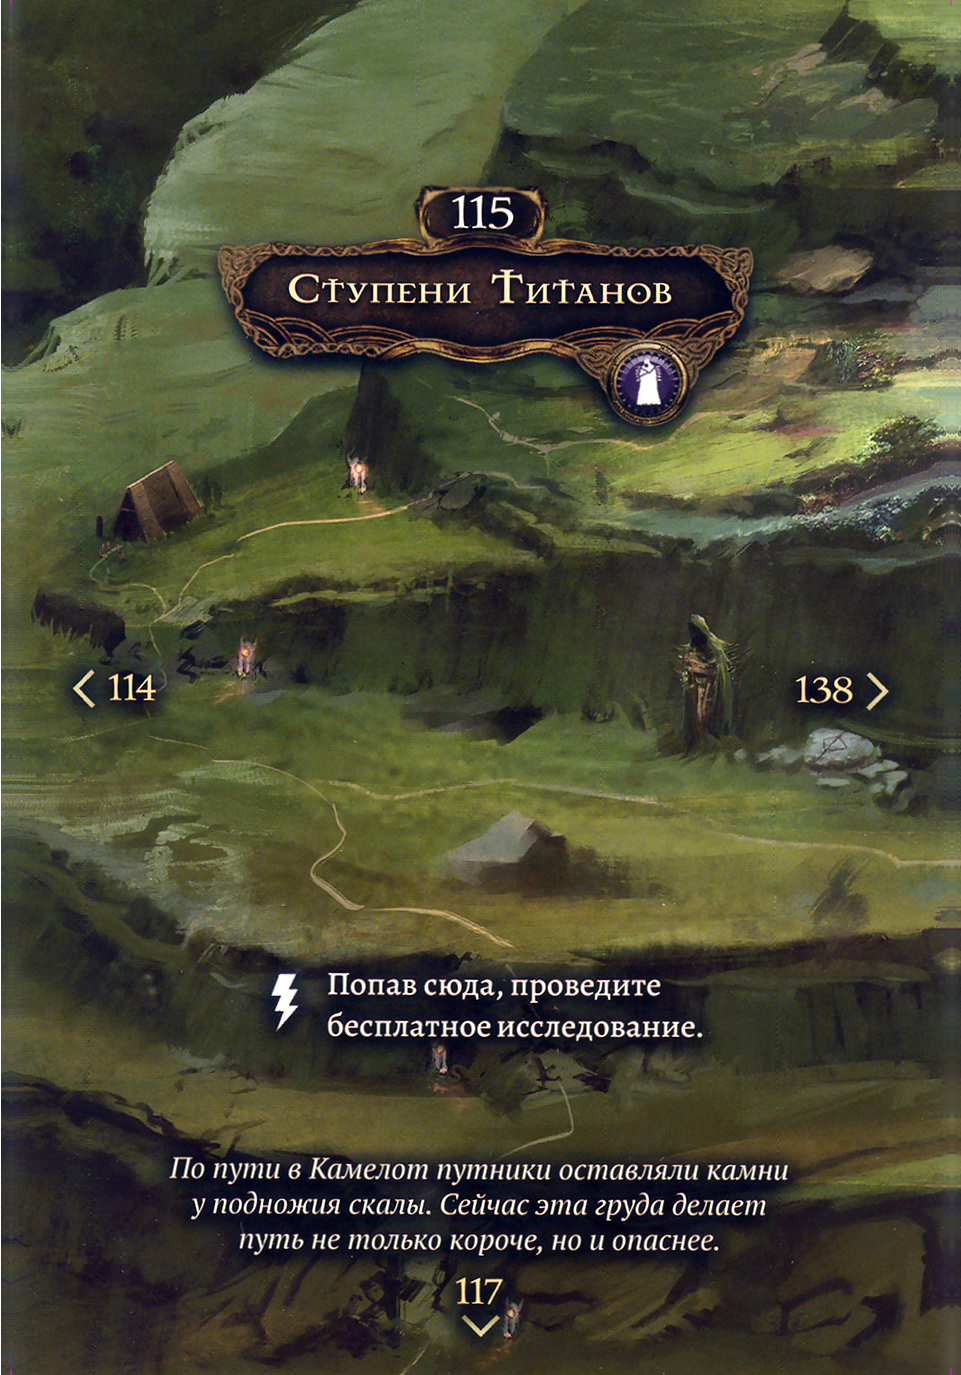 115
Ступени Титанов
114
138
Попав сюда, проведите
бесплатное исследование.
По пути в Камелот путники оставляли камни
у подножия скалы. Сейчас эта груда делает
путь не только короче, но и опаснее.
117